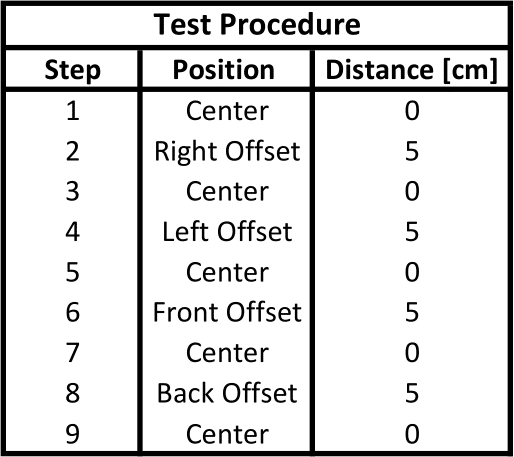 Test Procedure
Step Position Distance [cm]
1 Center 0
2 Right Offset 5
3 Center 0
4 Left Offset 5
5 Center 0
6 Front Offset 5
7 Center 0
8 Back Offset 5
9 Center 0